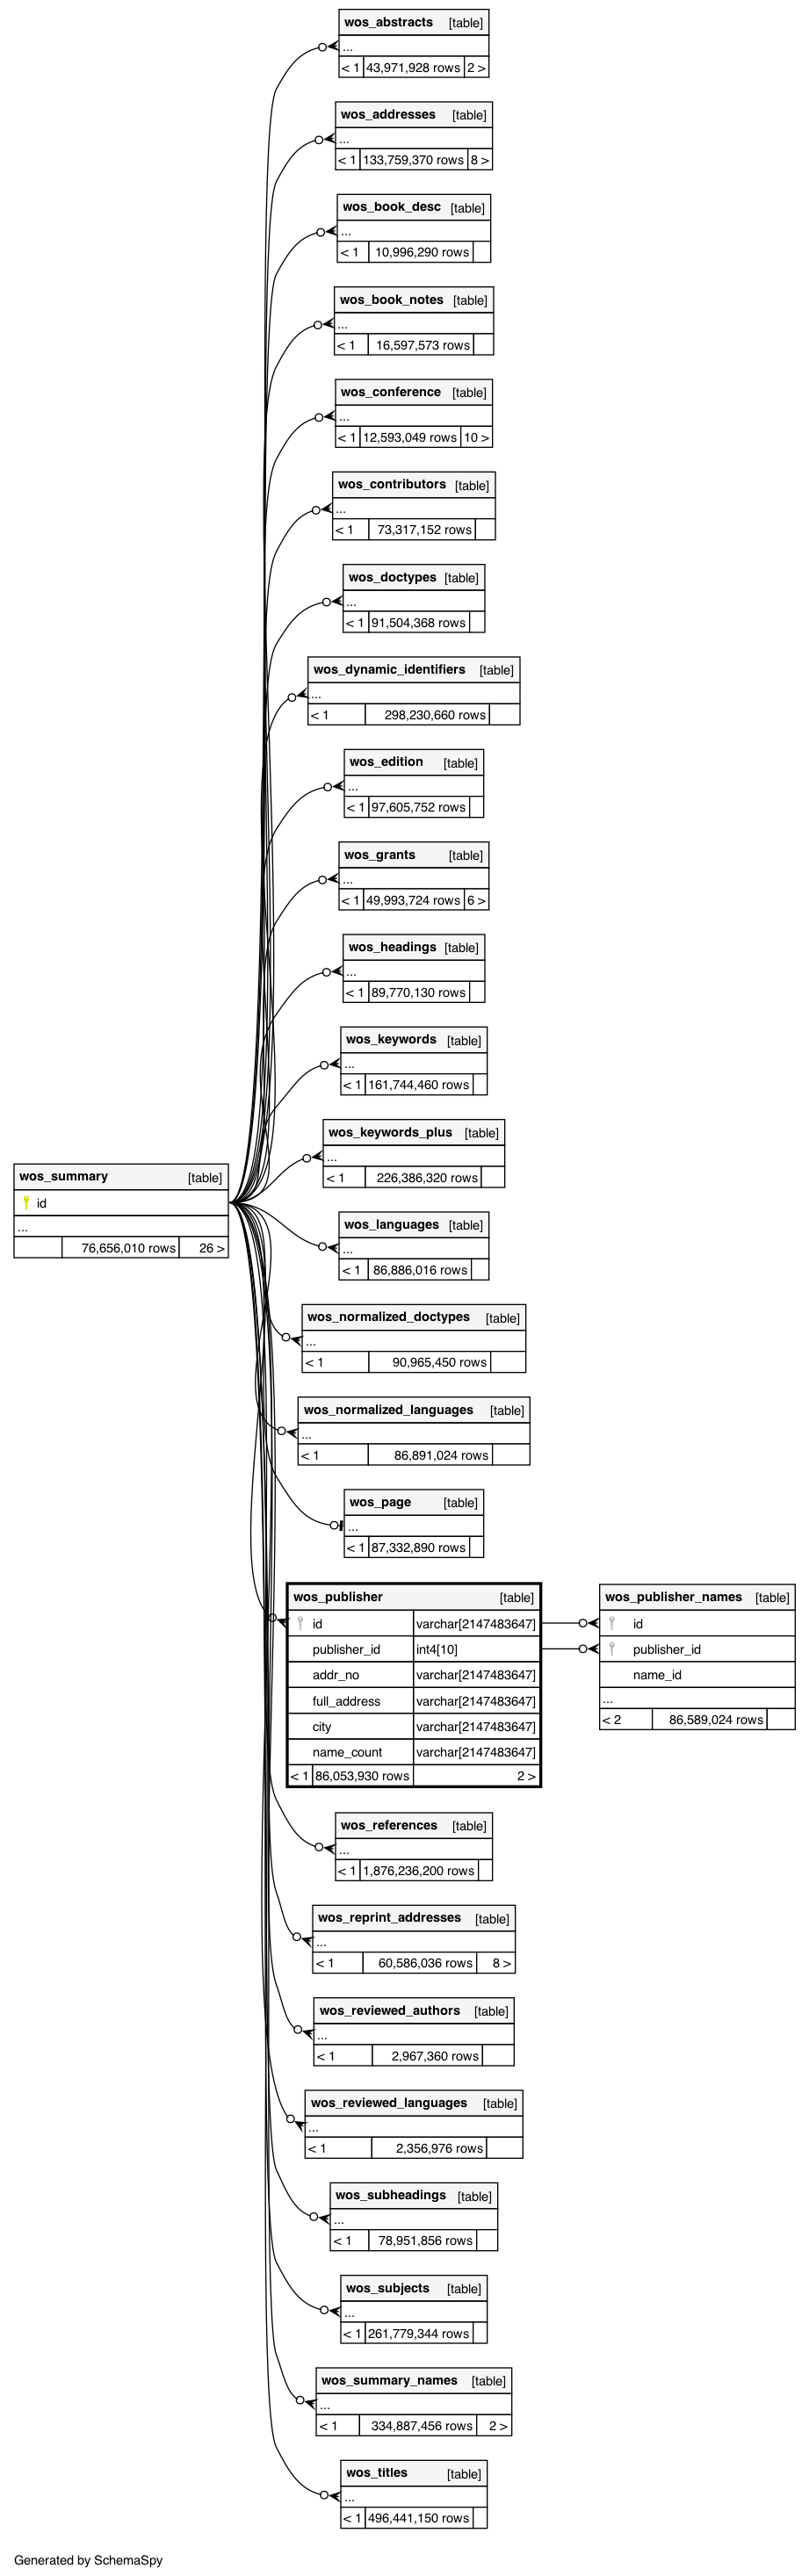 wos_abstracts [table]
...
< 1 43,971,928 rows 2 >
wos_addresses [table]
...
< 1 133,759,370 rows 8 >
wos_book_desc [table]
...
< 1 10,996,290 rows
wos_book_notes [table]
...
< 1 16,597,573 rows
wos_conference [table]
...
< 1 12,593,049 rows 10 >
wos_contributors [table]
...
< 1 73,317,152 rows
wos_doctypes [table]
...
< 1 91,504,368 rows
wos_dynamic_identifiers [table]
...
< 1 298,230,660 rows
wos_edition [table]
...
< 1 97,605,752 rows
wos_grants [table]
...
< 1 49,993,724 rows 6 >
wos_headings [table]
...
< 1 89,770,130 rows
wos_keywords [table]
...
< 1 161,744,460 rows
wos_keywords_plus [table]
...
< 1 226,386,320 rows
wos_summary [table]
id
...
76,656,010 rows 26 >
wos_languages [table]
...
< 1 86,886,016 rows
wos_normalized_doctypes [table]
...
< 1 90,965,450 rows
wos_normalized_languages [table]
...
< 1 86,891,024 rows
wos_page [table]
...
< 1 87,332,890 rows
wos_publisher [table]
id varchar[2147483647]
publisher_id int4[10]
addr_no varchar[2147483647]
full_address varchar[2147483647]
city varchar[2147483647]
name_count varchar[2147483647]
< 1 86,053,930 rows 2 >
wos_publisher_names [table]
id
publisher_id
name_id
...
< 2 86,589,024 rows
wos_references [table]
...
< 1 1,876,236,200 rows
wos_reprint_addresses [table]
...
< 1 60,586,036 rows 8 >
wos_reviewed_authors [table]
...
< 1 2,967,360 rows
wos_reviewed_languages [table]
...
< 1 2,356,976 rows
wos_subheadings [table]
...
< 1 78,951,856 rows
wos_subjects [table]
...
< 1 261,779,344 rows
wos_summary_names [table]
...
< 1 334,887,456 rows 2 >
wos_titles [table]
...
< 1 496,441,150 rows
Generated by SchemaSpy